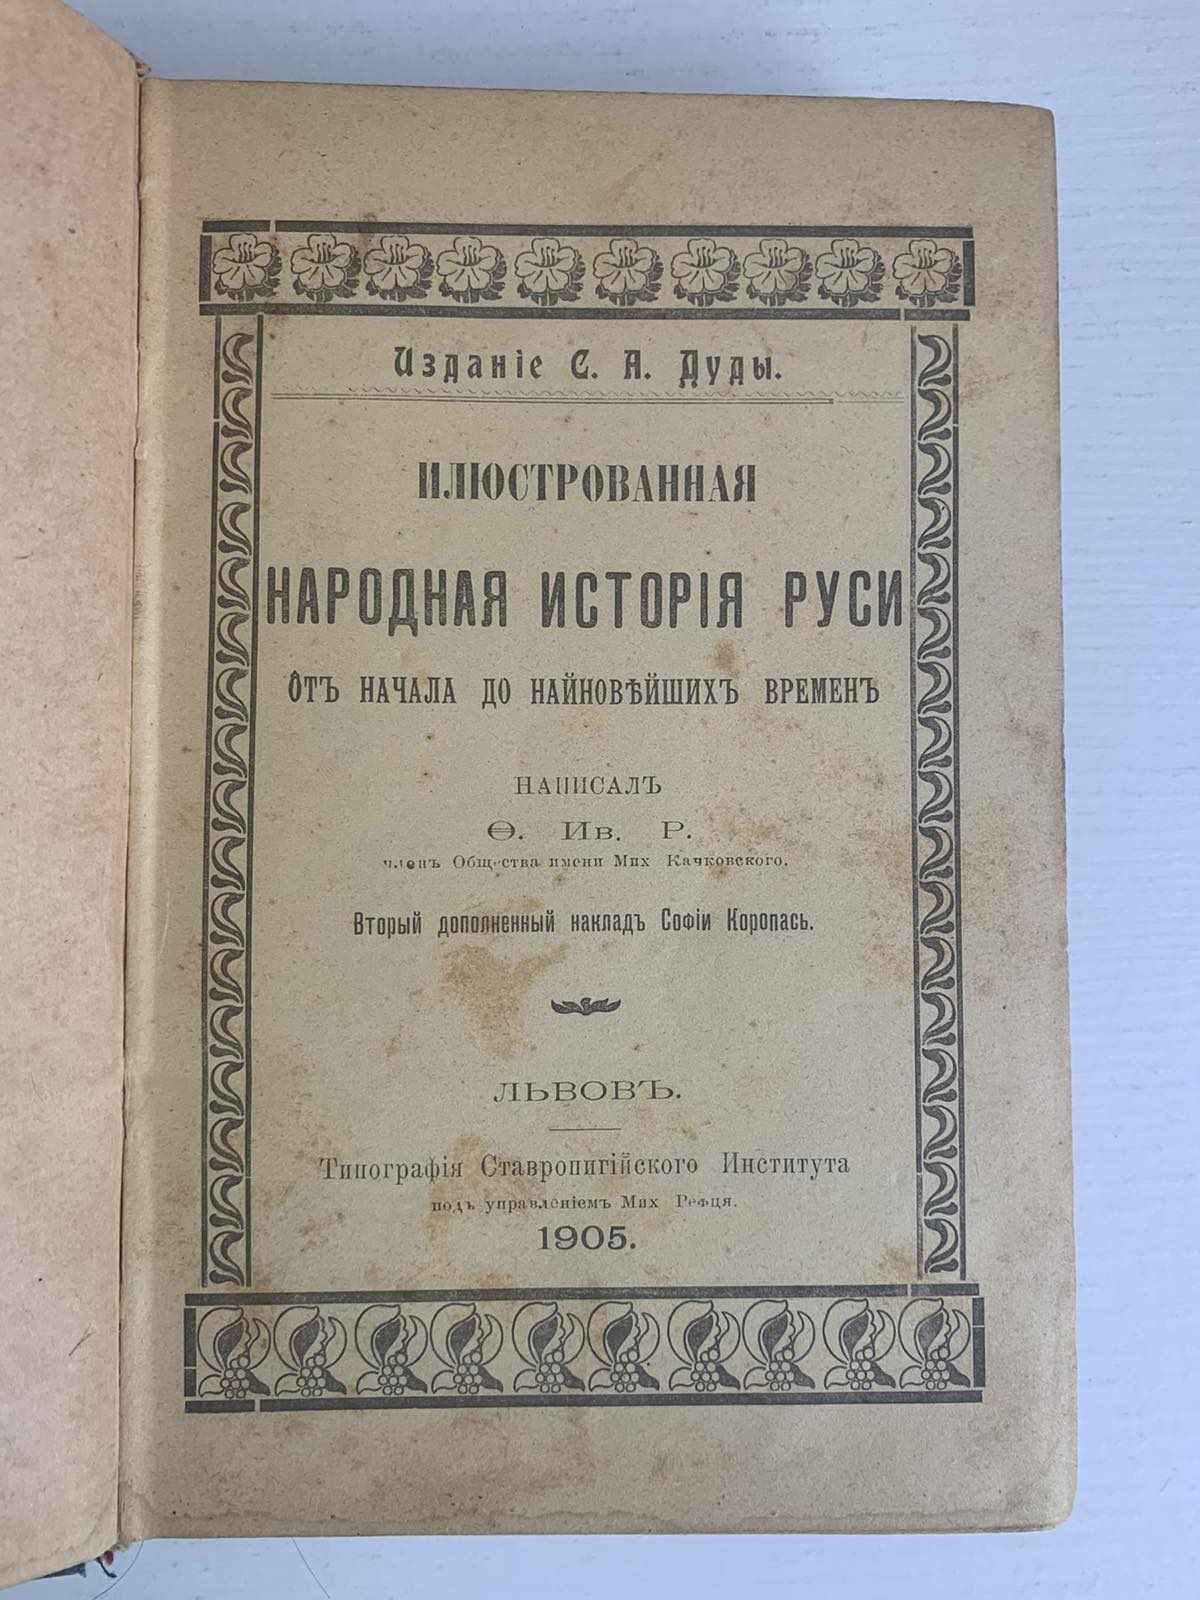 Изданіе С. А. Дуды.
ИЛЮСТРОВАННАЯ
НАРОДНАЯ ИСТОРІЯ РУСИ
ÔТЪ НАЧАЛА ДО НАЙНОВѢЙШИХЪ ВРЕМЕНЪ
НАПИСАЛЪ
Ѳ. Ив. Р.
членъ Общества имени Мих Качковского.
Вторый дополненный накладъ Софіи Коропась.
ЛЬВОВЪ.
Типографія Ставропигійского Института
подъ управленіемъ Мих Рефця.
1905.